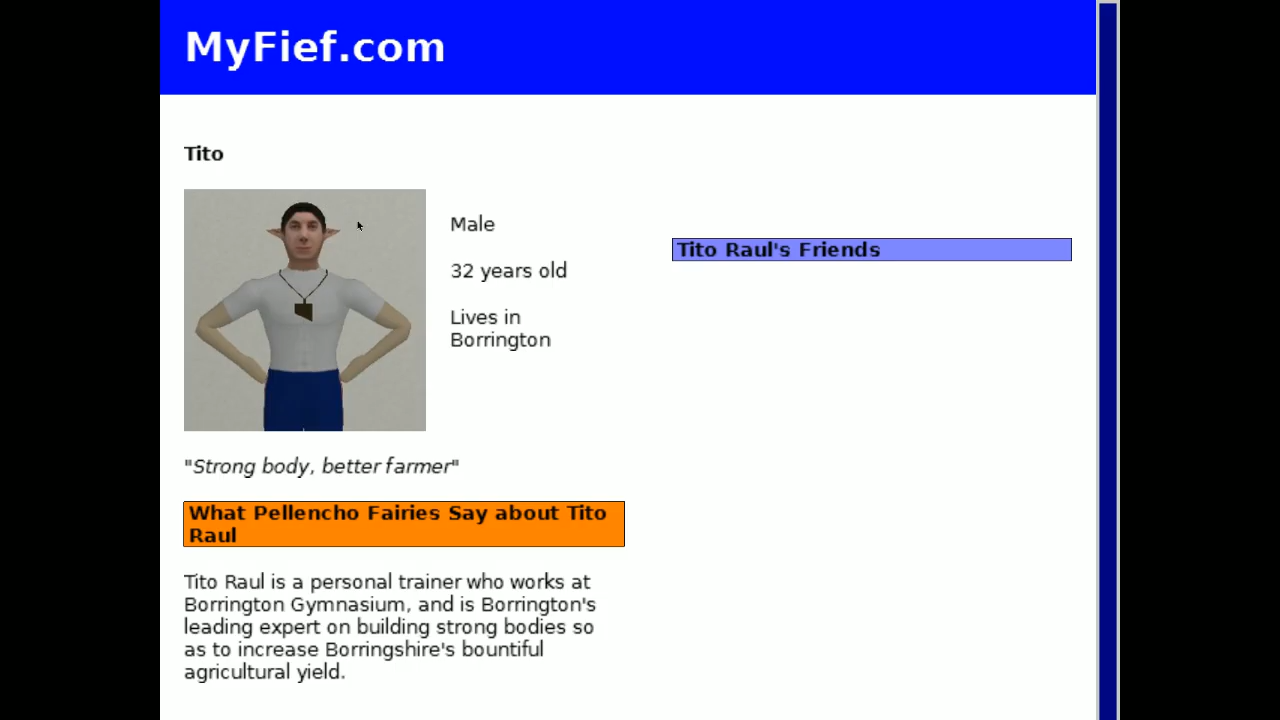 MyFief.com
Tito
Male
32 years old
Lives in
Borrington
Tito Raul's Friends
"Strong body, better farmer"
What Pellencho Fairies Say about Tito
Raul
Tito Raul is a personal trainer who works at
Borrington Gymnasium, and is Borrington's
leading expert on building strong bodies so
as to increase Borringshire's bountiful
agricultural yield.